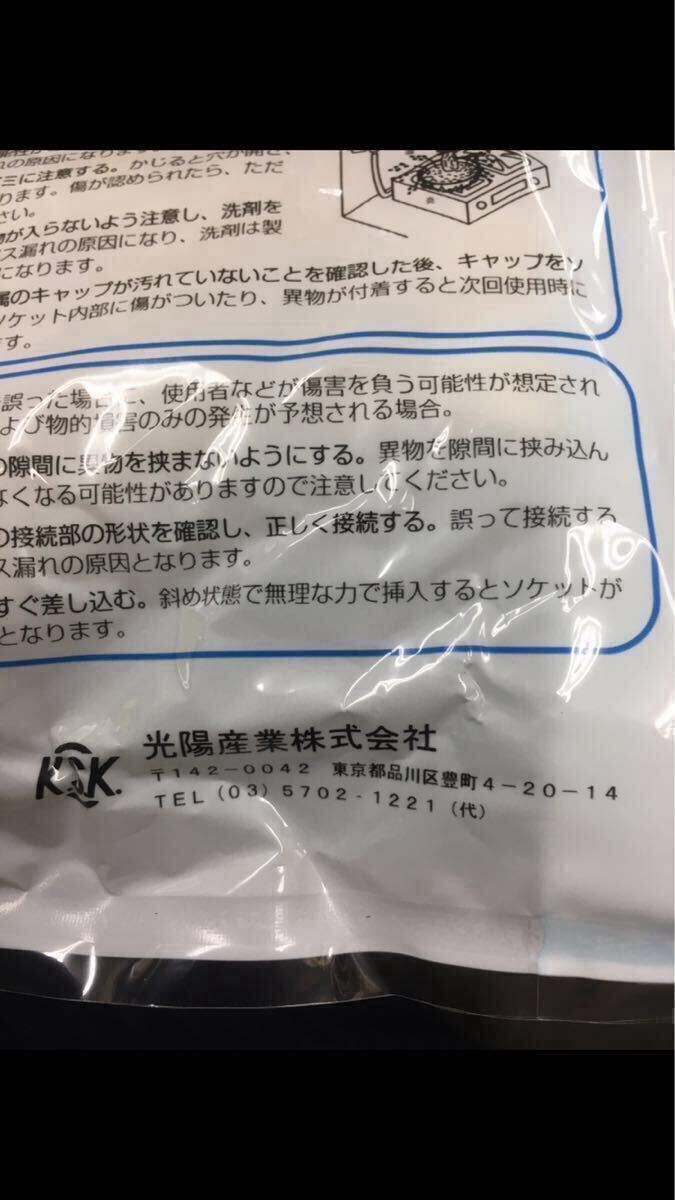 れの原因になります
ミに注意する。かじると穴が開き、
ります。傷が認められたら、ただ
さい。
物が入らないよう注意し、洗剤を
ス漏れの原因になり、洗剤は製
になります。
属のキャップが汚れていないことを確認した後、キャップをソ
ソケット内部に傷がついたり、異物が付着すると次回使用時に
ます。
誤った場合に、使用者などが傷害を負う可能性が想定され
よび物的損害のみの発生が予想される場合。
の隙間に異物を挟まないようにする。異物を隙間に挟み込ん
なくなる可能性がありますので注意してください。
の接続部の形状を確認し、正しく接続する。誤って接続する
ス漏れの原因となります。
すぐ差し込む。斜め状態で無理な力で挿入するとソケットが
となります。
KQK.
光陽産業株式会社
〒142-0042 東京都品川区豊町4-20-14
TEL (03) 5702-1221 (代)